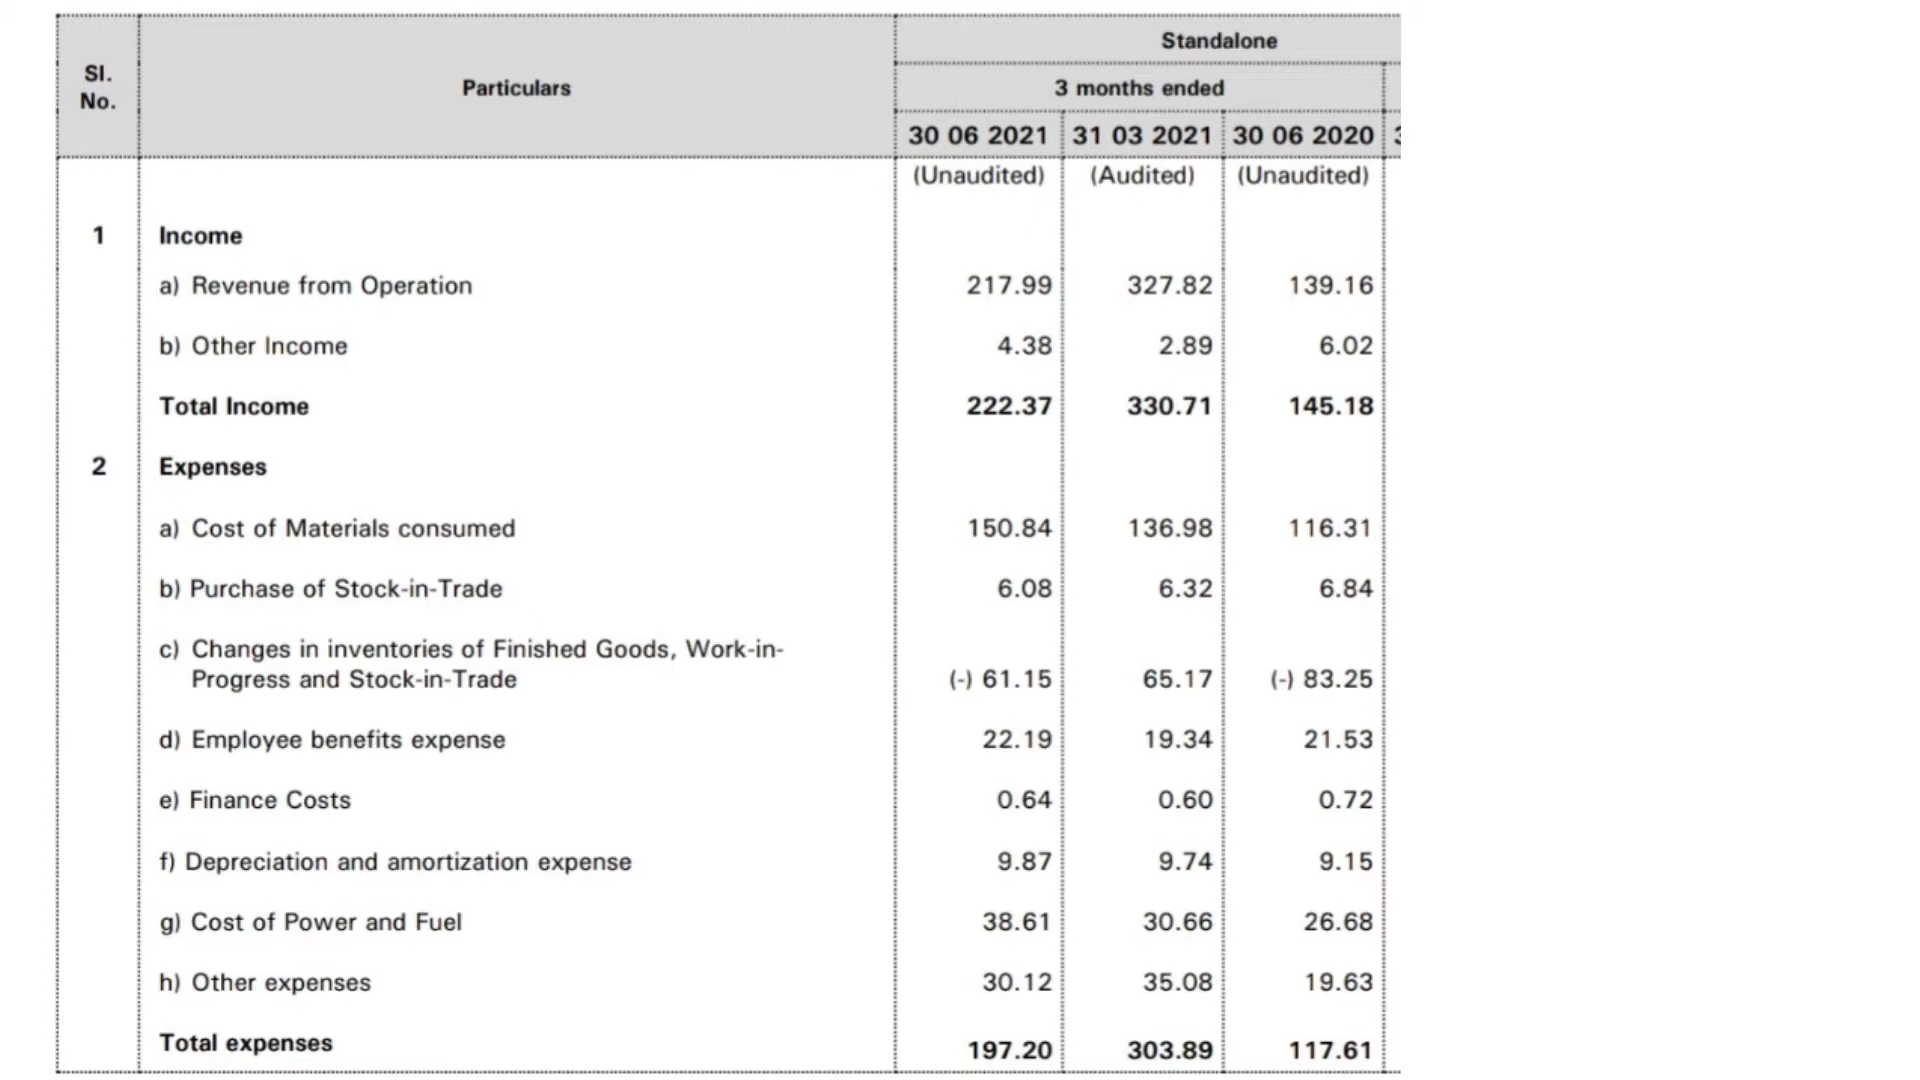 Standalone
Sl. No.
Particulars
3 months ended
30 06 2021 31 03 2021 30 06 2020
(Unaudited) (Audited) (Unaudited)
1 Income
a) Revenue from Operation 217.99 327.82 139.16
b) Other Income 4.38 2.89 6.02
Total Income 222.37 330.71 145.18
2 Expenses
a) Cost of Materials consumed 150.84 136.98 116.31
b) Purchase of Stock-in-Trade 6.08 6.32 6.84
c) Changes in inventories of Finished Goods, Work-in-
Progress and Stock-in-Trade (-) 61.15 65.17 (-) 83.25
d) Employee benefits expense 22.19 19.34 21.53
e) Finance Costs 0.64 0.60 0.72
f) Depreciation and amortization expense 9.87 9.74 9.15
g) Cost of Power and Fuel 38.61 30.66 26.68
h) Other expenses 30.12 35.08 19.63
Total expenses 197.20 303.89 117.61